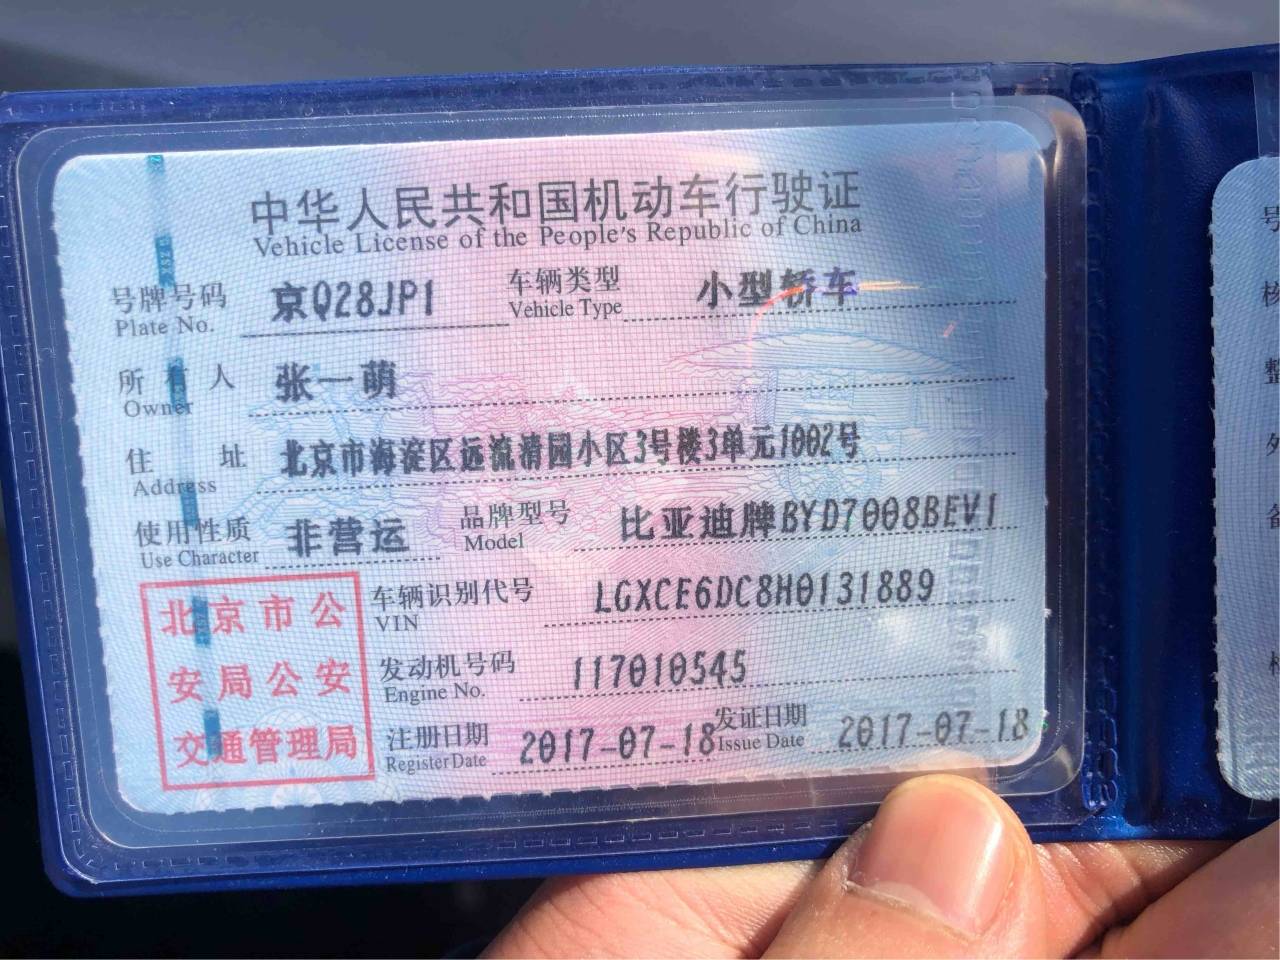 中华人民共和国机动车行驶证
Vehicle License of the People's Republic of China
号牌号码 京Q28JP1 车辆类型 小型轿车
Plate No. Vehicle Type
所有人 张一萌
Owner
住址 北京市海淀区远流清园小区3号楼3单元1002号
Address
使用性质 非营运 品牌型号 比亚迪牌BYD7008BEV1
Use Character Model
车辆识别代号 LGXCE6DC8H0131889
VIN
发动机号码 117010545
Engine No.
注册日期 2017-07-18 发证日期 2017-07-18
Register Date Issue Date
北京市公
安局公安
交通管理局